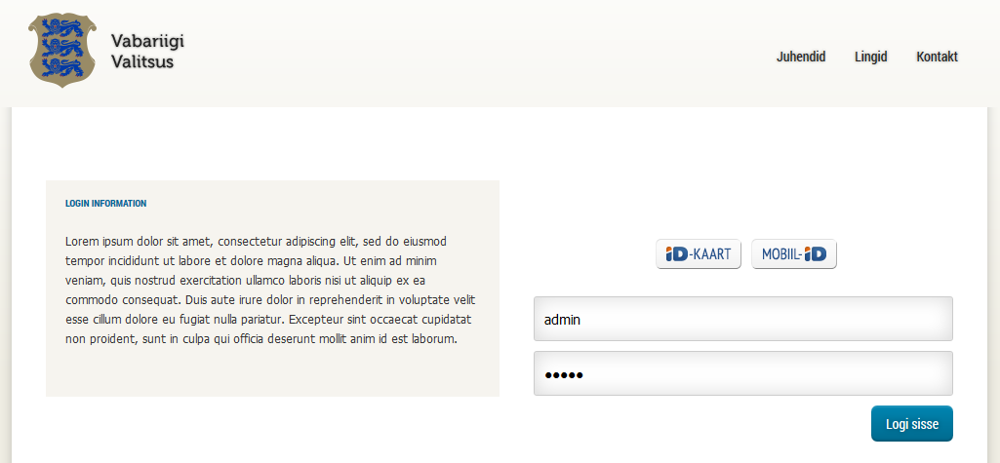 Vabariigi
Valitsus
Juhendid Lingid Kontakt
LOGIN INFORMATION
Lorem ipsum dolor sit amet, consectetur adipiscing elit, sed do eiusmod
tempor incididunt ut labore et dolore magna aliqua. Ut enim ad minim
veniam, quis nostrud exercitation ullamco laboris nisi ut aliquip ex ea
commodo consequat. Duis aute irure dolor in reprehenderit in voluptate velit
esse cillum dolore eu fugiat nulla pariatur. Excepteur sint occaecat cupidatat
non proident, sunt in culpa qui officia deserunt mollit anim id est laborum.
iD-KAART MOBIIL-iD
admin
•••••
Logi sisse